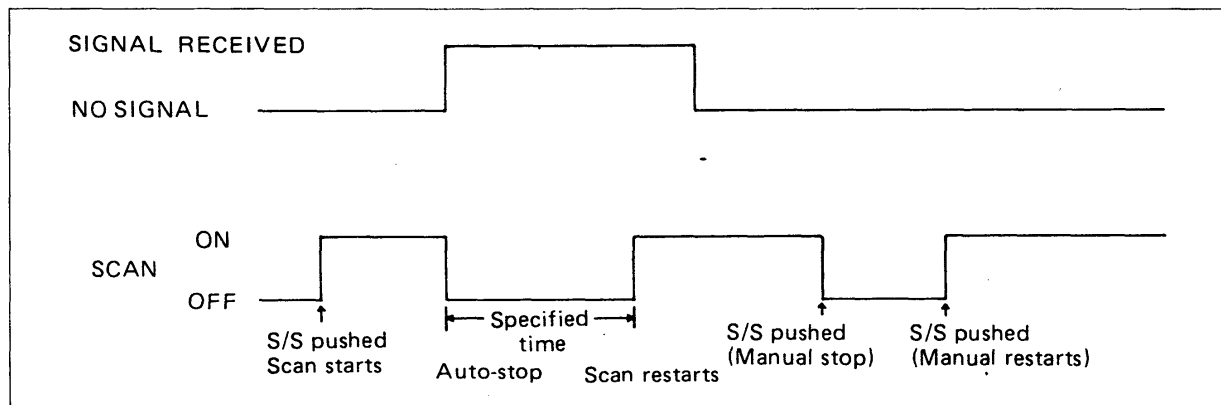 SIGNAL RECEIVED
NO SIGNAL
ON
SCAN
OFF
S/S pushed
Scan starts
Specified
time
Auto-stop
Scan restarts
S/S pushed
(Manual stop)
S/S pushed
(Manual restarts)